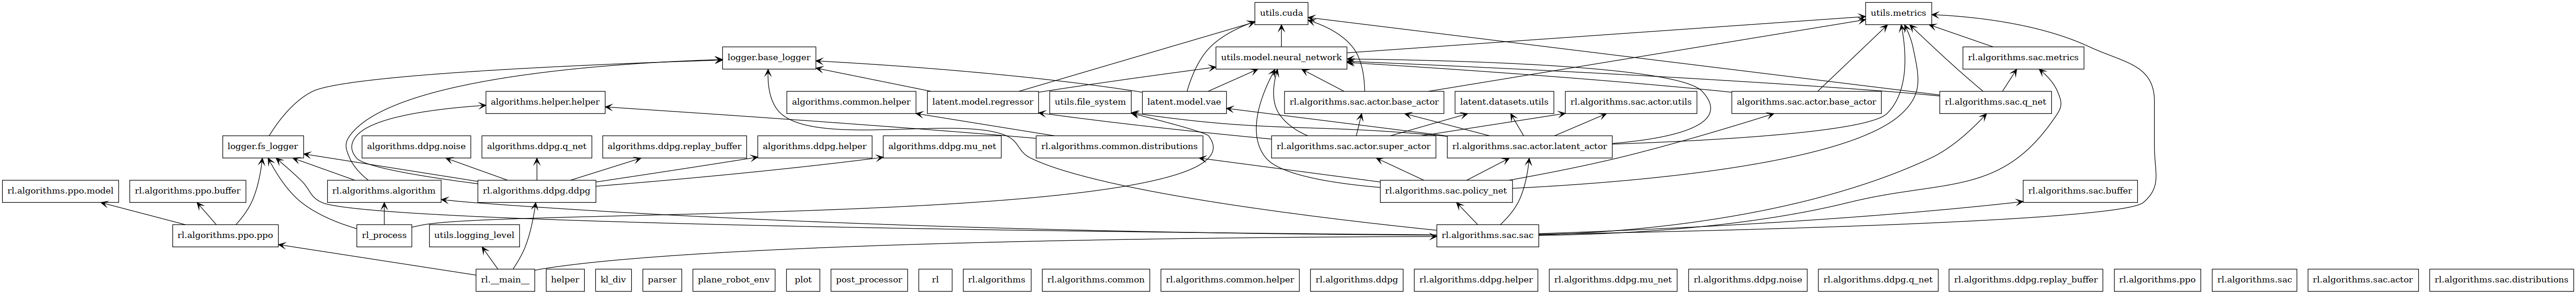 utils.cuda
utils.metrics
logger.base_logger
utils.model.neural_network
rl.algorithms.sac.metrics
algorithms.helper.helper
algorithms.common.helper
latent.model.regressor
utils.file_system
latent.model.vae
rl.algorithms.sac.actor.base_actor
latent.datasets.utils
rl.algorithms.sac.actor.utils
algorithms.sac.actor.base_actor
rl.algorithms.sac.q_net
logger.fs_logger
algorithms.ddpg.noise
algorithms.ddpg.q_net
algorithms.ddpg.replay_buffer
algorithms.ddpg.helper
algorithms.ddpg.mu_net
rl.algorithms.common.distributions
rl.algorithms.sac.actor.super_actor
rl.algorithms.sac.actor.latent_actor
rl.algorithms.ppo.model
rl.algorithms.ppo.buffer
rl.algorithms.algorithm
rl.algorithms.ddpg.ddpg
rl.algorithms.sac.policy_net
rl.algorithms.sac.buffer
rl.algorithms.ppo.ppo
rl_process
utils.logging_level
rl.algorithms.sac.sac
rl.__main__
helper
kl_div
parser
plane_robot_env
plot
post_processor
rl
rl.algorithms
rl.algorithms.common
rl.algorithms.common.helper
rl.algorithms.ddpg
rl.algorithms.ddpg.helper
rl.algorithms.ddpg.mu_net
rl.algorithms.ddpg.noise
rl.algorithms.ddpg.q_net
rl.algorithms.ddpg.replay_buffer
rl.algorithms.ppo
rl.algorithms.sac
rl.algorithms.sac.actor
rl.algorithms.sac.distributions